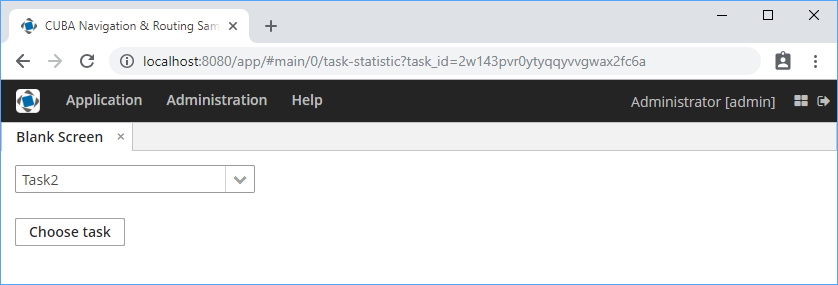 CUBA Navigation & Routing Sam
localhost:8080/app/#main/0/task-statistic?task_id=2w143pvr0ytyqqyvvgwax2fc6a
Application Administration Help Administrator [admin]
Blank Screen
Task2
Choose task